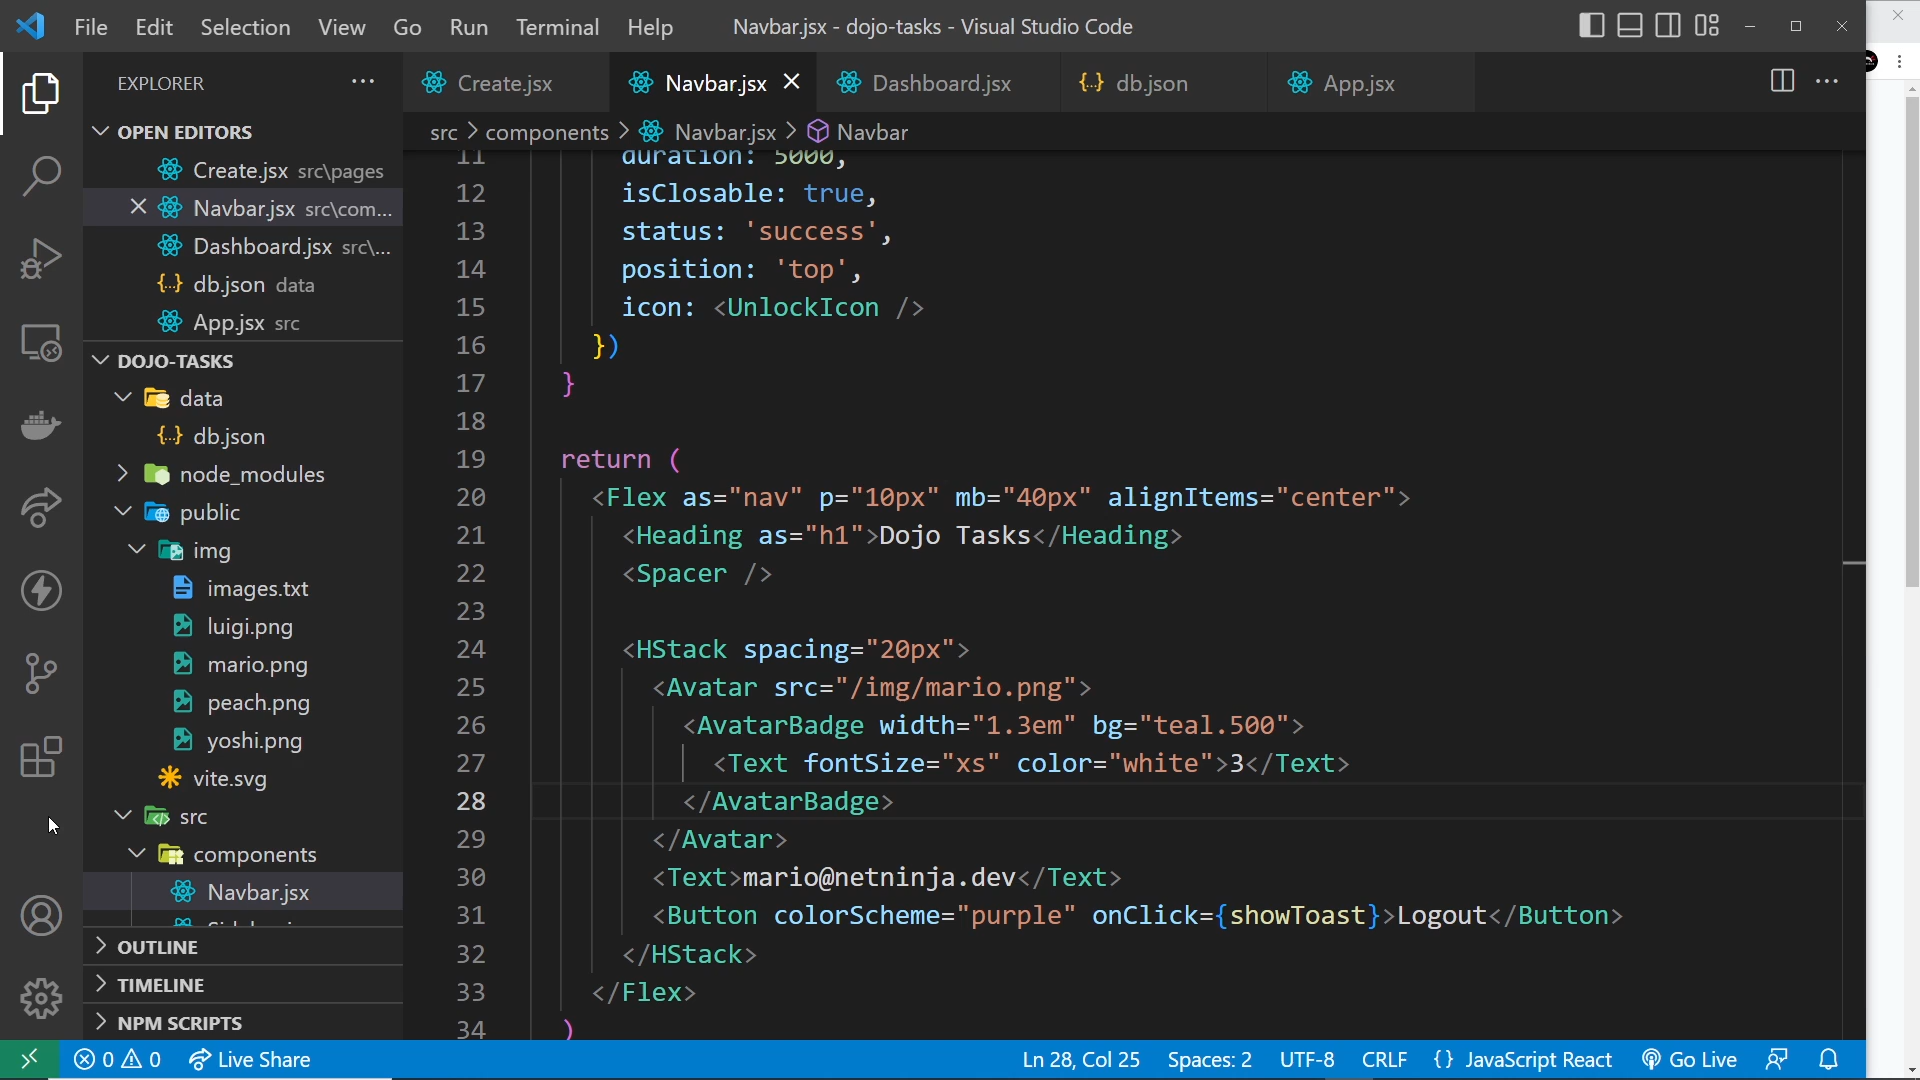 File Edit Selection View Go Run Terminal Help Navbar.jsx - dojo-tasks - Visual Studio Code
EXPLORER
Create.jsx Navbar.jsx Dashboard.jsx {} db.json App.jsx
src > components > Navbar.jsx > Navbar
OPEN EDITORS
Create.jsx src\pages
Navbar.jsx src\com...
Dashboard.jsx src\...
{..} db.json data
App.jsx src
DOJO-TASKS
data
{..} db.json
node_modules
public
img
images.txt
luigi.png
mario.png
peach.png
yoshi.png
vite.svg
src
components
Navbar.jsx
OUTLINE
TIMELINE
NPM SCRIPTS
11 duration: 5000,
12 isClosable: true,
13 status: 'success',
14 position: 'top',
15 icon: <UnlockIcon />
16 })
17 }
18
19 return (
20 <Flex as="nav" p="10px" mb="40px" alignItems="center">
21 <Heading as="h1">Dojo Tasks</Heading>
22 <Spacer />
23
24 <HStack spacing="20px">
25 <Avatar src="/img/mario.png">
26 <AvatarBadge width="1.3em" bg="teal.500">
27 <Text fontSize="xs" color="white">3</Text>
28 </AvatarBadge>
29 </Avatar>
30 <Text>mario@netninja.dev</Text>
31 <Button colorScheme="purple" onClick={showToast}>Logout</Button>
32 </HStack>
33 </Flex>
34 )
0 0 Live Share Ln 28, Col 25 Spaces: 2 UTF-8 CRLF {} JavaScript React Go Live